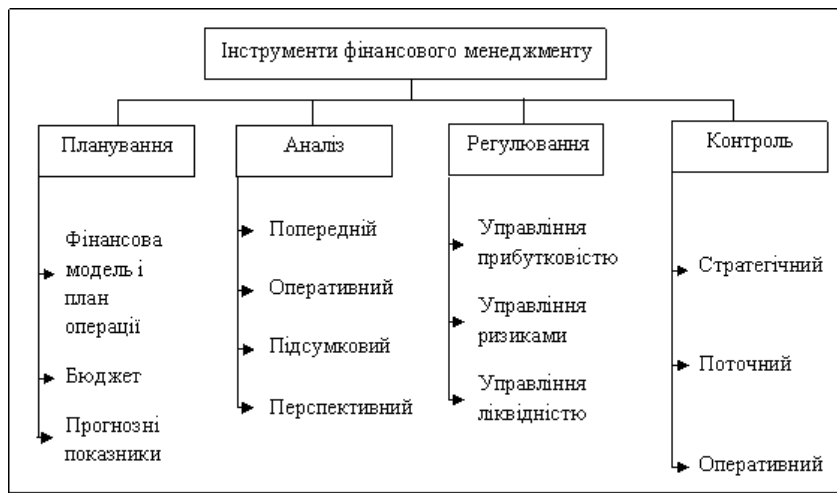 Інструменти фінансового менеджменту
Планування
Фінансова
модель і
план
операції
Бюджет
Прогнозні
показники
Аналіз
Попередній
Оперативний
Підсумковий
Перспективний
Регулювання
Управління
прибутковістю
Управління
ризиками
Управління
ліквідністю
Контроль
Стратегічний
Поточний
Оперативний